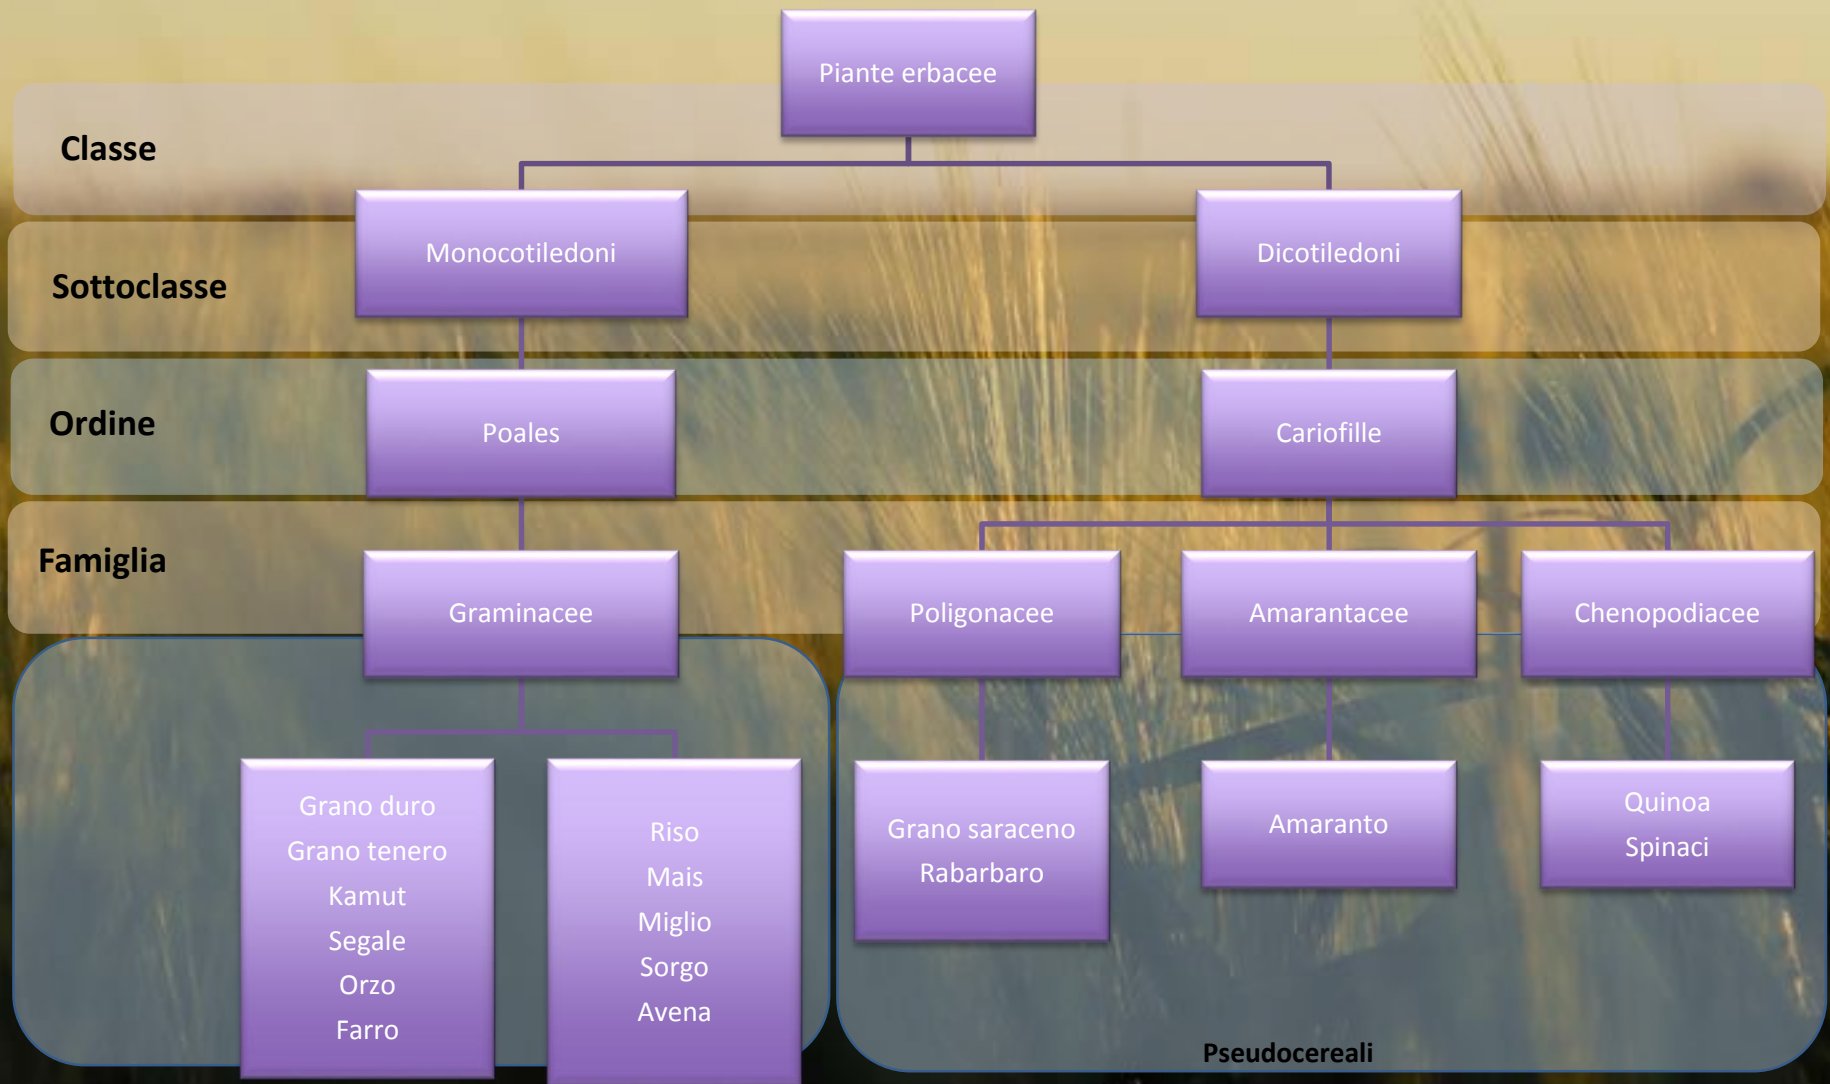 Piante erbacee
Classe
Monocotiledoni
Dicotiledoni
Sottoclasse
Ordine
Poales
Cariofille
Famiglia
Graminacee
Poligonacee
Amarantacee
Chenopodiacee
Grano duro
Grano tenero
Kamut
Segale
Orzo
Farro
Riso
Mais
Miglio
Sorgo
Avena
Grano saraceno
Rabarbaro
Amaranto
Quinoa
Spinaci
Pseudocereali